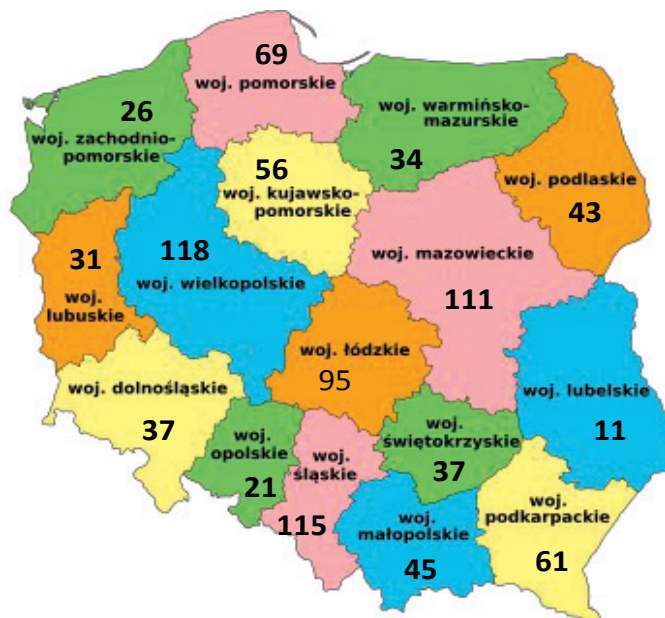 69
woj. pomorskie
26
woj. zachodnio-
pomorskie
woj. warmińsko-
mazurskie
34
56
woj. kujawsko-
pomorskie
woj. podlaskie
43
31
woj.
lubuskie
118
woj. wielkopolskie
woj. mazowieckie
111
woj. łódzkie
95
woj. dolnośląskie
37
woj. lubelskie
11
woj.
opolskie
21
woj.
śląskie
115
woj.
świętokrzyskie
37
woj.
małopolskie
45
woj.
podkarpackie
61